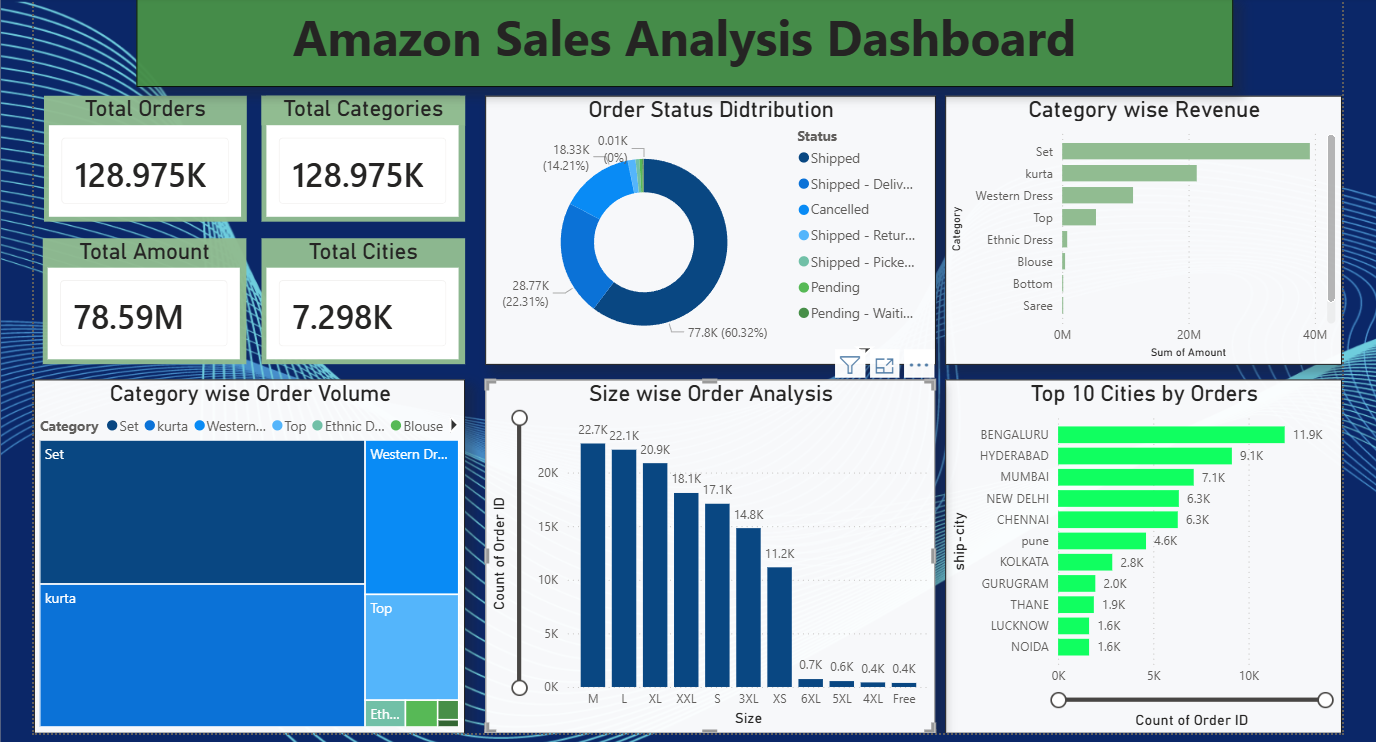 Amazon Sales Analysis Dashboard
Total Orders
128.975K
Total Categories
128.975K
Total Amount
78.59M
Total Cities
7.298K
Order Status Didtribution
0.01K
(0%)
18.33K
(14.21%)
28.77K
(22.31%)
77.8K (60.32%)
Status
Shipped
Shipped - Deliv...
Cancelled
Shipped - Retur...
Shipped - Picke...
Pending
Pending - Waiti...
Category wise Revenue
Category
Set
kurta
Western Dress
Top
Ethnic Dress
Blouse
Bottom
Saree
0M 20M 40M
Sum of Amount
Category wise Order Volume
Category Set kurta Western... Top Ethnic D... Blouse
Set
Western Dr...
kurta
Top
Eth...
Size wise Order Analysis
Count of Order ID
20K
15K
10K
5K
0K
22.7K 22.1K 20.9K 18.1K 17.1K 14.8K 11.2K 0.7K 0.6K 0.4K 0.4K
M L XL XXL S 3XL XS 6XL 5XL 4XL Free
Size
Top 10 Cities by Orders
ship-city
BENGALURU 11.9K
HYDERABAD 9.1K
MUMBAI 7.1K
NEW DELHI 6.3K
CHENNAI 6.3K
pune 4.6K
KOLKATA 2.8K
GURUGRAM 2.0K
THANE 1.9K
LUCKNOW 1.6K
NOIDA 1.6K
0K 5K 10K
Count of Order ID